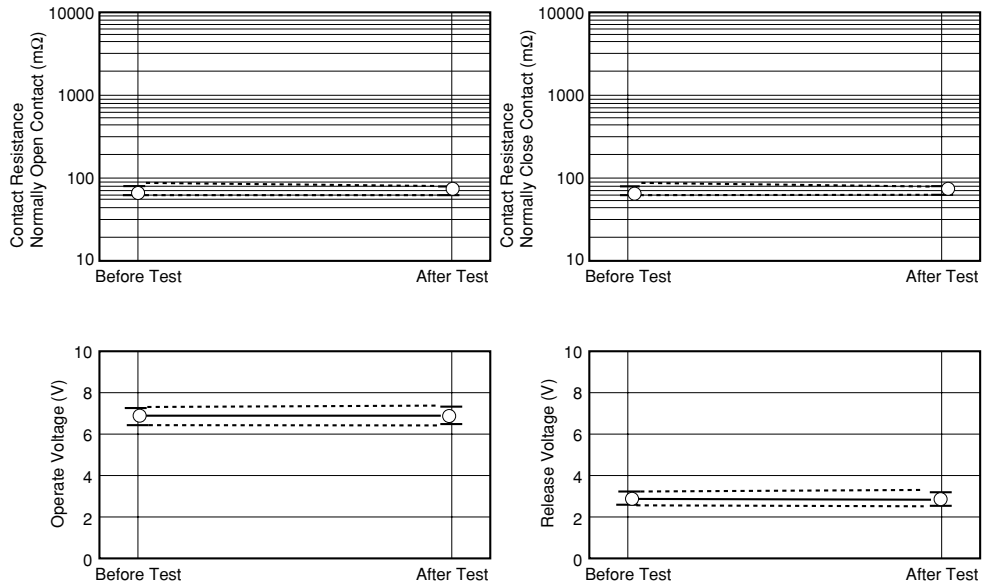 Contact Resistance
Normally Open Contact (mΩ)
10000
1000
100
10
Before Test
After Test
Contact Resistance
Normally Close Contact (mΩ)
10000
1000
100
10
Before Test
After Test
Operate Voltage (V)
10
8
6
4
2
0
Before Test
After Test
Release Voltage (V)
10
8
6
4
2
0
Before Test
After Test